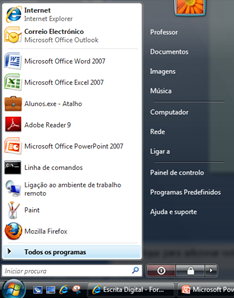 Internet
Internet Explorer
Correio Electrónico
Microsoft Office Outlook
Microsoft Office Word 2007
Microsoft Office Excel 2007
Alunos.exe - Atalho
Adobe Reader 9
Microsoft Office PowerPoint 2007
Linha de comandos
Ligação ao ambiente de trabalho
remoto
Paint
Mozilla Firefox
Todos os programas
Iniciar procura
Professor
Documentos
Imagens
Música
Computador
Rede
Ligar a
Painel de controlo
Programas Predefinidos
Ajuda e suporte
Escrita Digital - For...
Microsoft Pow